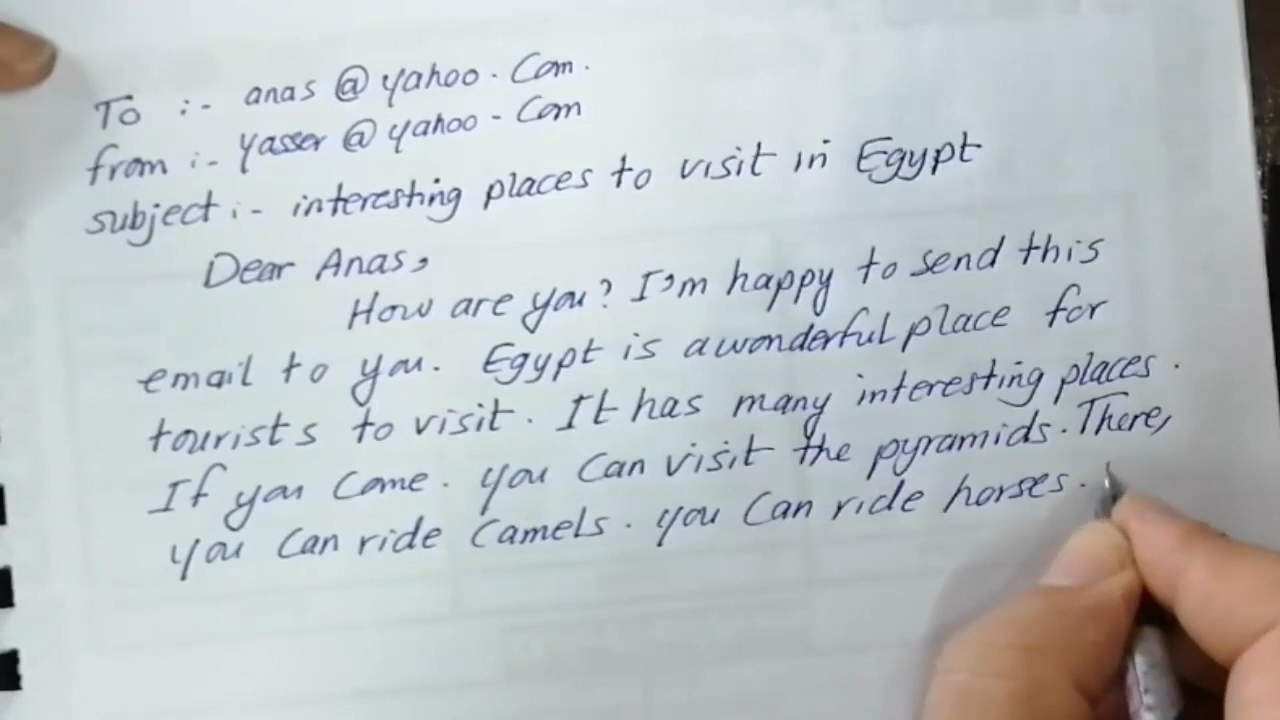 To :- anas @ yahoo. Com.
from :- yasser @ yahoo - Com
subject :- interesting places to visit in Egypt
Dear Anas,
How are you? I'm happy to send this
email to you. Egypt is a wonderful place for
tourists to visit. It has many interesting places.
If you come. you Can visit the pyramids. There,
you Can ride Camels. you Can ride horses.